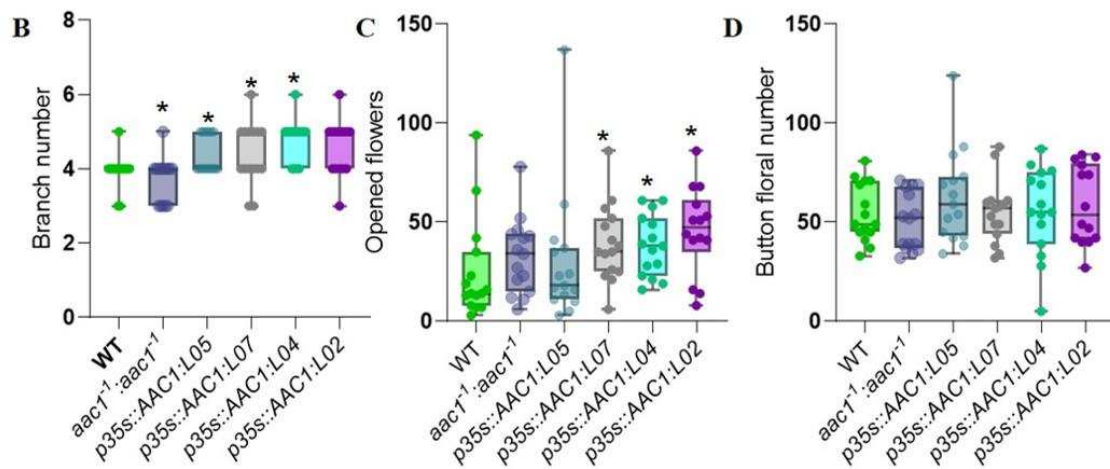 B
Branch number
8
6
4
2
0
* * * *
WT
aac1⁻¹:aac1⁻¹
p35s::AAC1:L05
p35s::AAC1:L07
p35s::AAC1:L04
p35s::AAC1:L02
C
Opened flowers
150
100
50
0
* * *
WT
aac1⁻¹:aac1⁻¹
p35s::AAC1:L05
p35s::AAC1:L07
p35s::AAC1:L04
p35s::AAC1:L02
D
Button floral number
150
100
50
0
WT
aac1⁻¹:aac1⁻¹
p35s::AAC1:L05
p35s::AAC1:L07
p35s::AAC1:L04
p35s::AAC1:L02